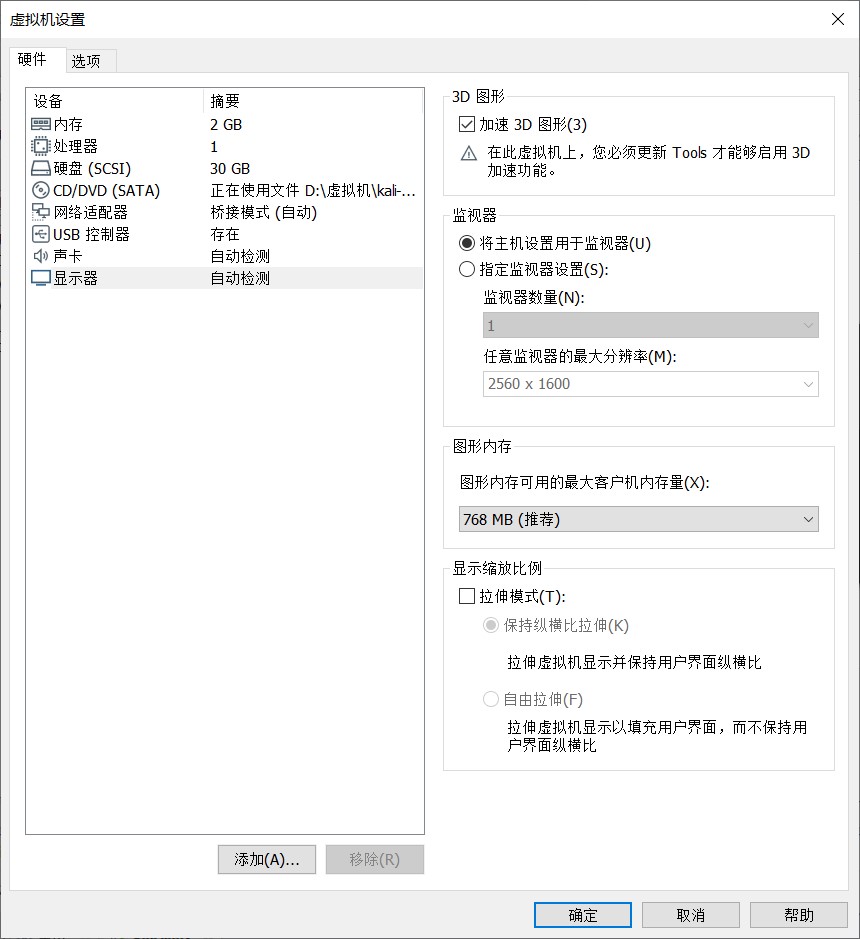 虚拟机设置
硬件
选项
设备 摘要
内存 2 GB
处理器 1
硬盘 (SCSI) 30 GB
CD/DVD (SATA) 正在使用文件 D:\虚拟机\kali-...
网络适配器 桥接模式 (自动)
USB 控制器 存在
声卡 自动检测
显示器 自动检测
添加(A)...
移除(R)
3D 图形
加速 3D 图形(3)
在此虚拟机上，您必须更新 Tools 才能够启用 3D
加速功能。
监视器
将主机设置用于监视器(U)
指定监视器设置(S):
监视器数量(N):
1
任意监视器的最大分辨率(M):
2560 x 1600
图形内存
图形内存可用的最大客户机内存量(X):
768 MB (推荐)
显示缩放比例
拉伸模式(T):
保持纵横比拉伸(K)
拉伸虚拟机显示并保持用户界面纵横比
自由拉伸(F)
拉伸虚拟机显示以填充用户界面，而不保持用
户界面纵横比
确定
取消
帮助